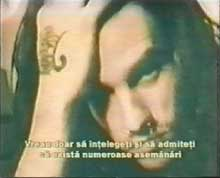 Vreau doar să înțelegeți și să admiteți
că există numeroase asemănări